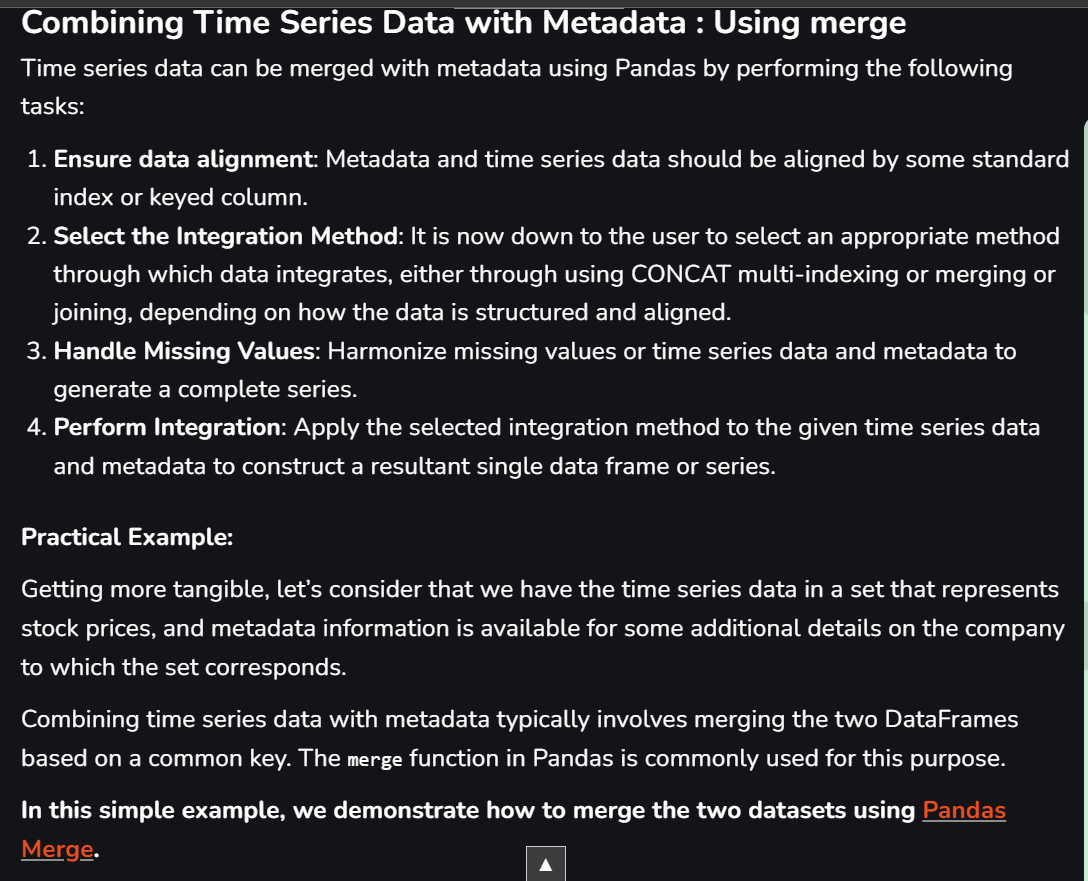 Combining Time Series Data with Metadata : Using merge
Time series data can be merged with metadata using Pandas by performing the following
tasks:
1. Ensure data alignment: Metadata and time series data should be aligned by some standard
index or keyed column.
2. Select the Integration Method: It is now down to the user to select an appropriate method
through which data integrates, either through using CONCAT multi-indexing or merging or
joining, depending on how the data is structured and aligned.
3. Handle Missing Values: Harmonize missing values or time series data and metadata to
generate a complete series.
4. Perform Integration: Apply the selected integration method to the given time series data
and metadata to construct a resultant single data frame or series.
Practical Example:
Getting more tangible, let’s consider that we have the time series data in a set that represents
stock prices, and metadata information is available for some additional details on the company
to which the set corresponds.
Combining time series data with metadata typically involves merging the two DataFrames
based on a common key. The merge function in Pandas is commonly used for this purpose.
In this simple example, we demonstrate how to merge the two datasets using Pandas
Merge.